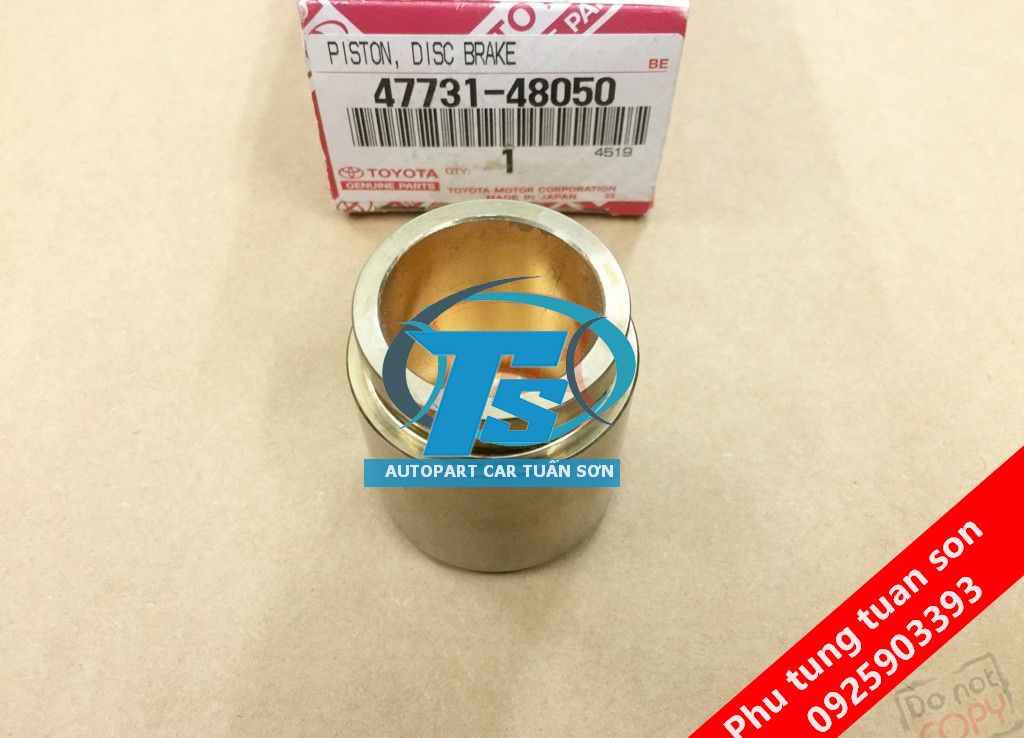 PISTON, DISC BRAKE
BE
47731-48050
1
4519
TOYOTA QTY:
GENUINE PARTS
TOYOTA MOTOR CORPORATION
MADE IN JAPAN
TS
AUTOPART CAR TUẤN SƠN
Phu tung tuan son
0925903393
Do not
COPY